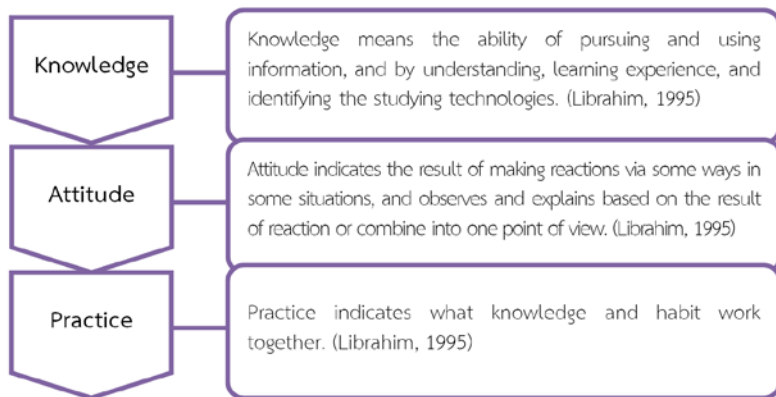 Knowledge
Knowledge means the ability of pursuing and using
information, and by understanding, learning experience, and
identifying the studying technologies. (Librahim, 1995)
Attitude
Attitude indicates the result of making reactions via some ways in
some situations, and observes and explains based on the result
of reaction or combine into one point of view. (Librahim, 1995)
Practice
Practice indicates what knowledge and habit work
together. (Librahim, 1995)